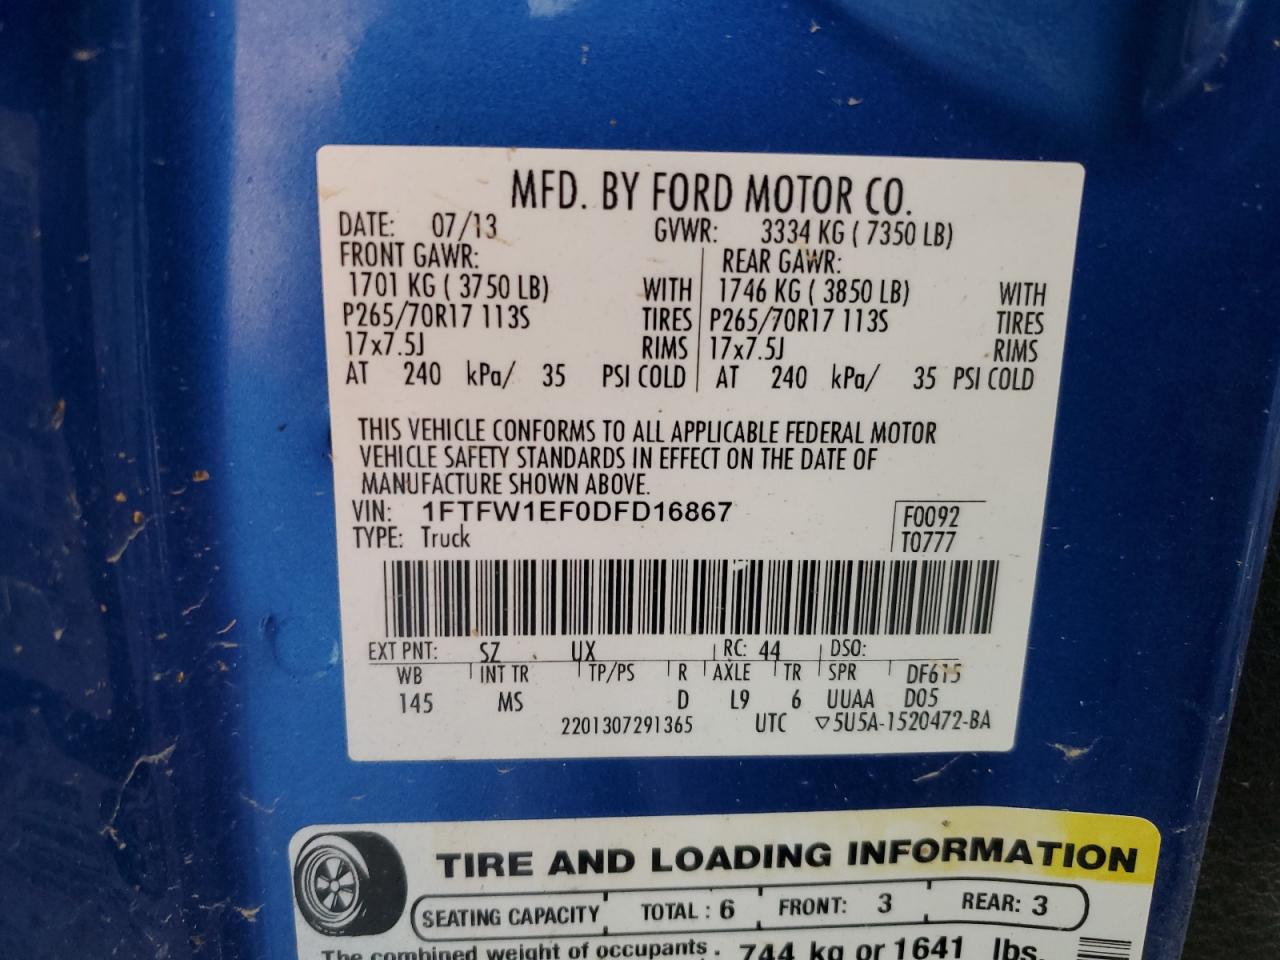 MFD. BY FORD MOTOR CO.
DATE: 07/13 GVWR: 3334 KG ( 7350 LB)
FRONT GAWR: REAR GAWR:
1701 KG ( 3750 LB) WITH 1746 KG ( 3850 LB) WITH
P265/70R17 113S TIRES P265/70R17 113S TIRES
17x7.5J RIMS 17x7.5J RIMS
AT 240 kPa/ 35 PSI COLD AT 240 kPa/ 35 PSI COLD
THIS VEHICLE CONFORMS TO ALL APPLICABLE FEDERAL MOTOR
VEHICLE SAFETY STANDARDS IN EFFECT ON THE DATE OF
MANUFACTURE SHOWN ABOVE.
VIN: 1FTFW1EF0DFD16867 F0092
TYPE: Truck T0777
EXT PNT: SZ UX RC: 44 DSO:
WB INT TR TP/PS R AXLE TR SPR DF615
145 MS D L9 6 UUAA D05
2201307291365 UTC ▽5U5A-1520472-BA
TIRE AND LOADING INFORMATION
SEATING CAPACITY TOTAL : 6 FRONT: 3 REAR: 3
The combined weight of occupants . 744 kg or 1641 lbs.